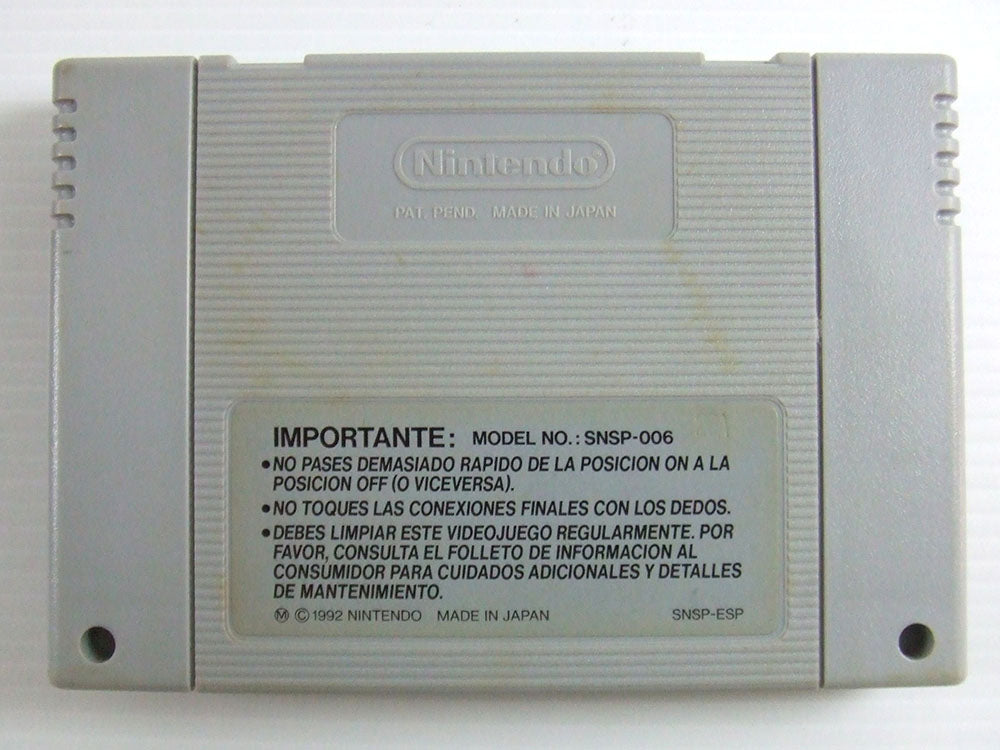 Nintendo®
PAT. PEND. MADE IN JAPAN
IMPORTANTE: MODEL NO.: SNSP-006
•NO PASES DEMASIADO RAPIDO DE LA POSICION ON A LA
POSICION OFF (O VICEVERSA).
•NO TOQUES LAS CONEXIONES FINALES CON LOS DEDOS.
•DEBES LIMPIAR ESTE VIDEOJUEGO REGULARMENTE. POR
FAVOR, CONSULTA EL FOLLETO DE INFORMACION AL
CONSUMIDOR PARA CUIDADOS ADICIONALES Y DETALLES
DE MANTENIMIENTO.
Ⓜ ©1992 NINTENDO MADE IN JAPAN SNSP-ESP